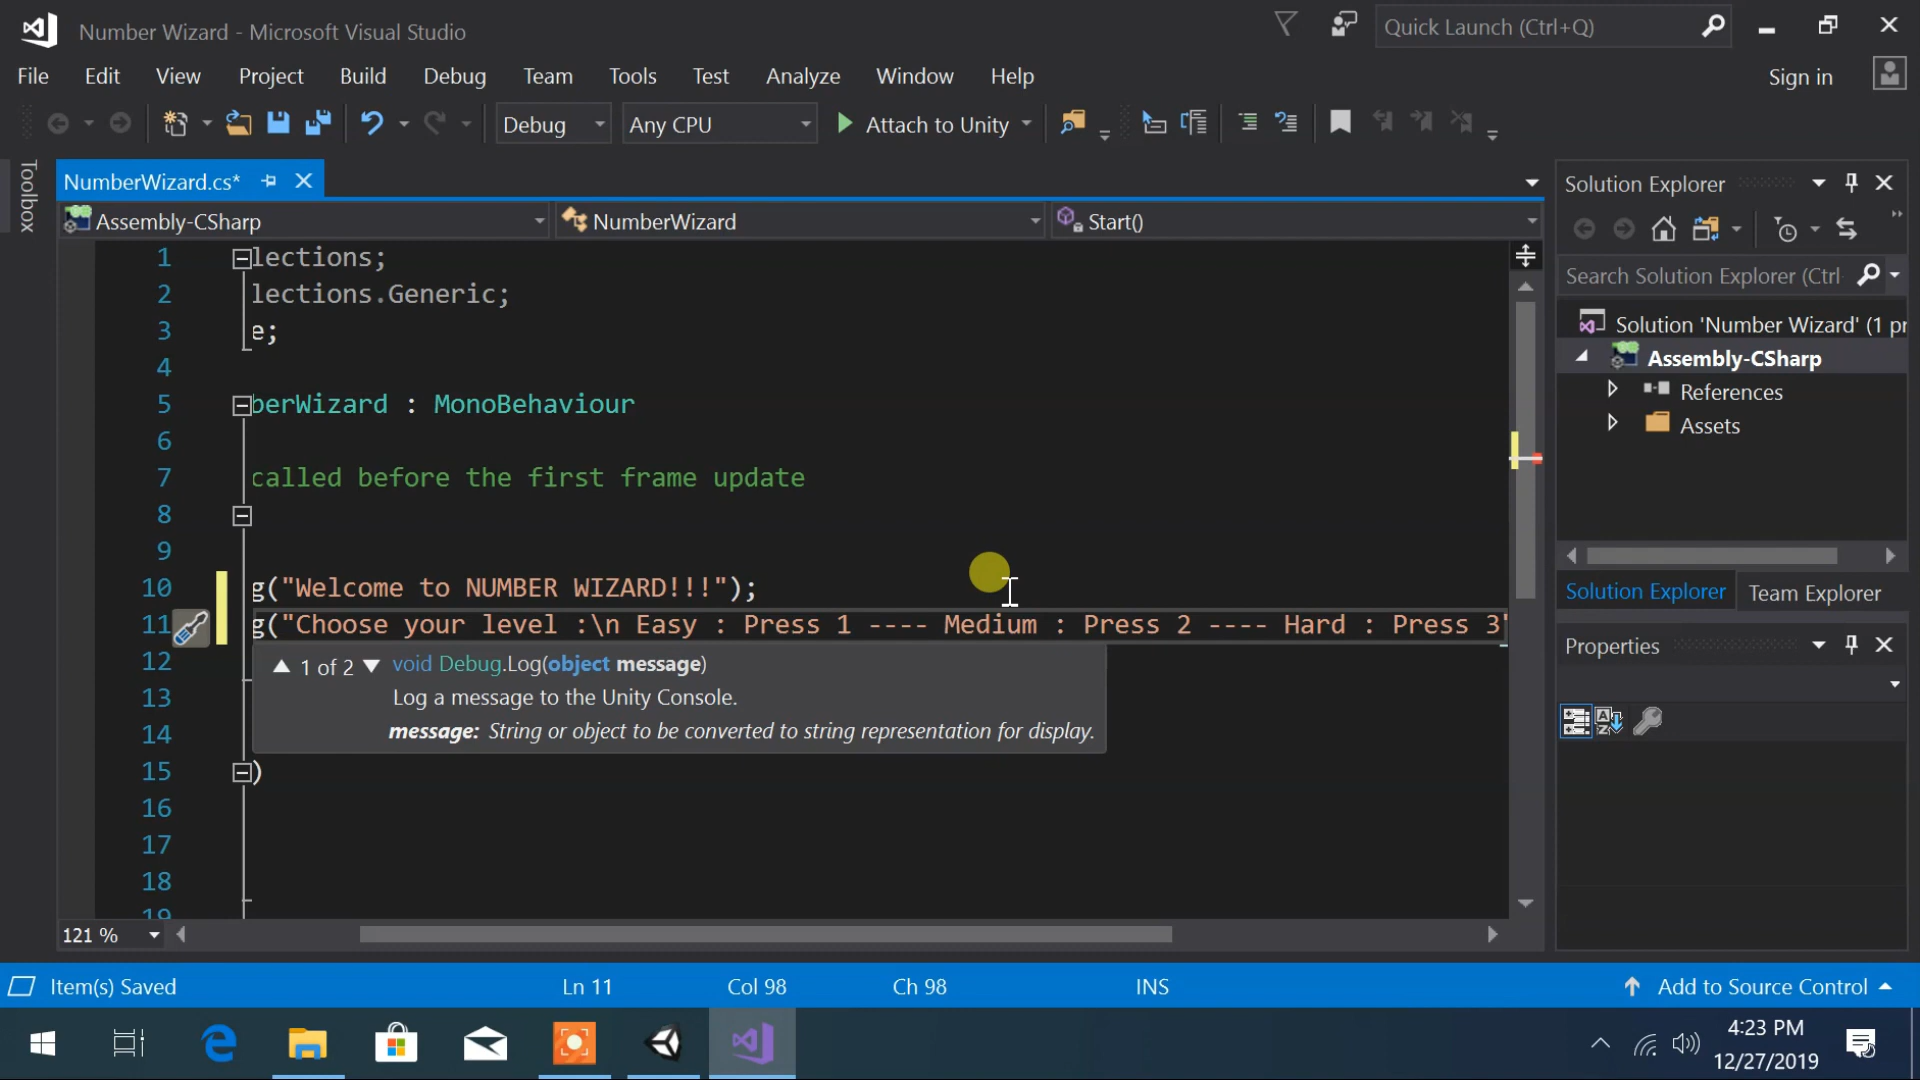 Number Wizard - Microsoft Visual Studio
Quick Launch (Ctrl+Q)
File Edit View Project Build Debug Team Tools Test Analyze Window Help
Sign in
Debug Any CPU Attach to Unity
Toolbox
NumberWizard.cs*
Assembly-CSharp NumberWizard Start()
1 lections;
2 lections.Generic;
3 e;
4
5 berWizard : MonoBehaviour
6
7 called before the first frame update
8
9
10 g("Welcome to NUMBER WIZARD!!!");
11 g("Choose your level :\n Easy : Press 1 ---- Medium : Press 2 ---- Hard : Press 3"
12
13
14
15 )
16
17
18
19
1 of 2 void Debug.Log(object message)
Log a message to the Unity Console.
message: String or object to be converted to string representation for display.
121 %
Solution Explorer
Search Solution Explorer (Ctrl
Solution 'Number Wizard' (1 pr
Assembly-CSharp
References
Assets
Solution Explorer Team Explorer
Properties
Item(s) Saved
Ln 11 Col 98 Ch 98 INS
Add to Source Control
4:23 PM
12/27/2019